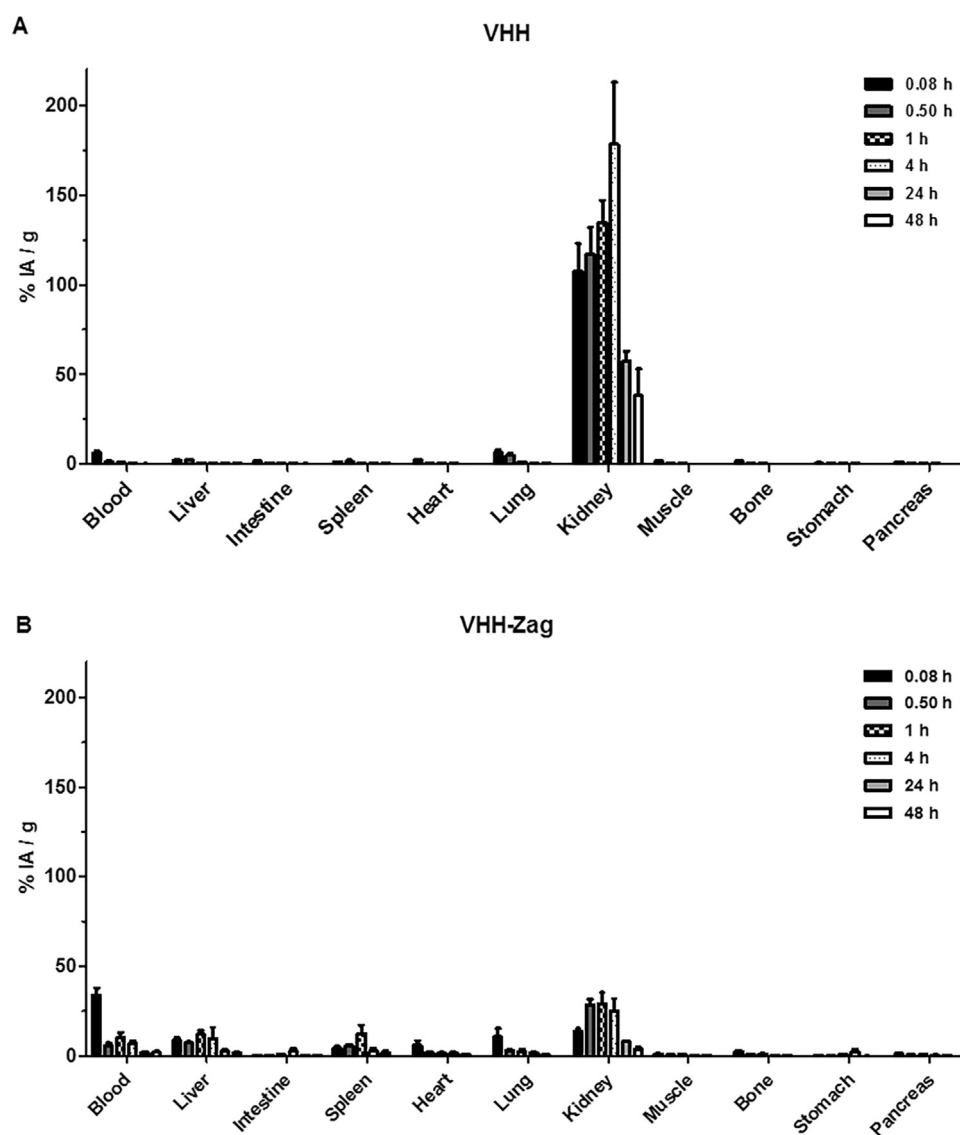 A
VHH
200
150
100
50
0
% IA / g
0.08 h
0.50 h
1 h
4 h
24 h
48 h
Blood
Liver
Intestine
Spleen
Heart
Lung
Kidney
Muscle
Bone
Stomach
Pancreas
B
VHH-Zag
200
150
100
50
0
% IA / g
0.08 h
0.50 h
1 h
4 h
24 h
48 h
Blood
Liver
Intestine
Spleen
Heart
Lung
Kidney
Muscle
Bone
Stomach
Pancreas